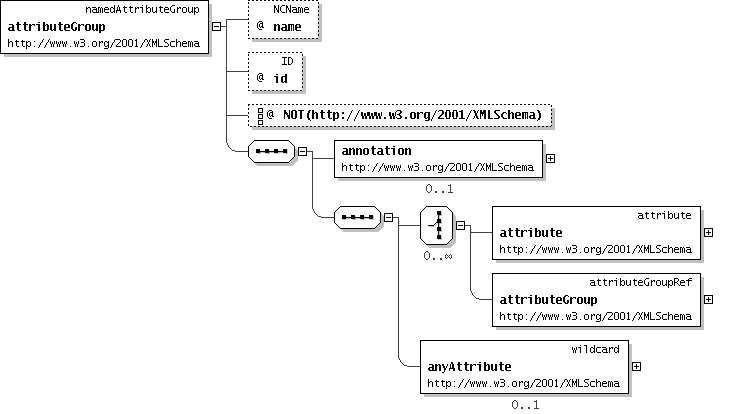 namedAttributeGroup
attributeGroup
http://www.w3.org/2001/XMLSchema
NCName
@ name
ID
@ id
@ NOT(http://www.w3.org/2001/XMLSchema)
annotation
http://www.w3.org/2001/XMLSchema
0..1
attribute
attribute
http://www.w3.org/2001/XMLSchema
0..∞
attributeGroupRef
attributeGroup
http://www.w3.org/2001/XMLSchema
wildcard
anyAttribute
http://www.w3.org/2001/XMLSchema
0..1